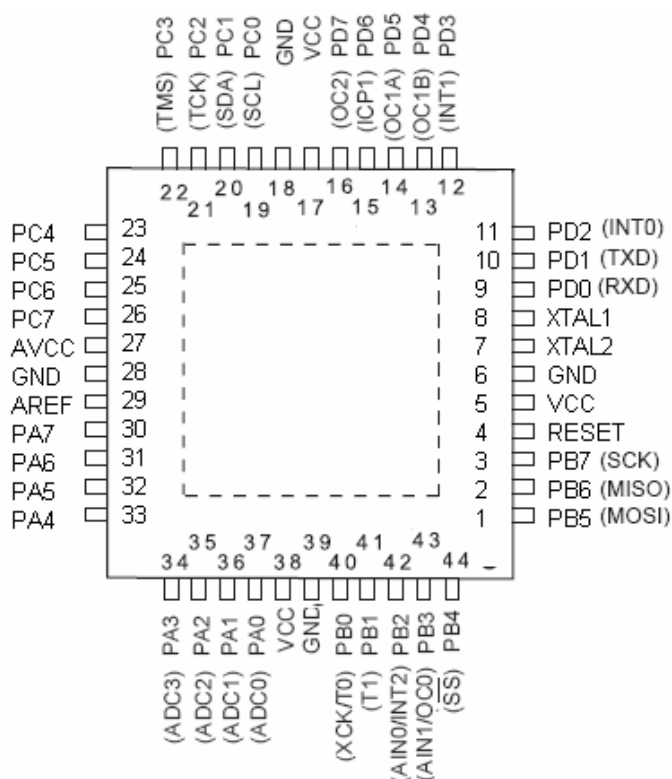 (TMS) PC3
(TCK) PC2
(SDA) PC1
(SCL) PC0
GND
VCC
(OC2) PD7
(ICP1) PD6
(OC1A) PD5
(OC1B) PD4
(INT1) PD3
22 20 18 16 14 12
21 19 17 15 13
PC4 23
PC5 24
PC6 25
PC7 26
AVCC 27
GND 28
AREF 29
PA7 30
PA6 31
PA5 32
PA4 33
11 PD2 (INT0)
10 PD1 (TXD)
9 PD0 (RXD)
8 XTAL1
7 XTAL2
6 GND
5 VCC
4 RESET
3 PB7 (SCK)
2 PB6 (MISO)
1 PB5 (MOSI)
35 37 39 41 43
34 36 38 40 42 44
(ADC3) PA3
(ADC2) PA2
(ADC1) PA1
(ADC0) PA0
VCC
GND
(XCK/T0) PB0
(T1) PB1
(AIN0/INT2) PB2
(AIN1/OC0) PB3
(SS) PB4